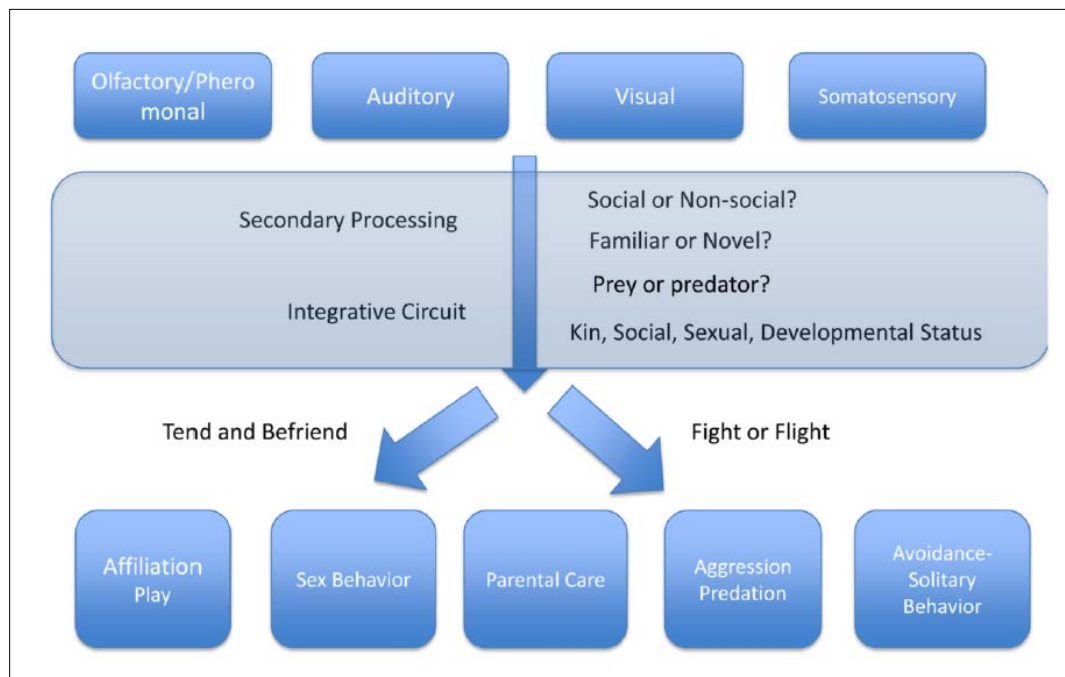 Olfactory/Phero
monal
Auditory
Visual
Somatosensory
Secondary Processing
Integrative Circuit
Social or Non-social?
Familiar or Novel?
Prey or predator?
Kin, Social, Sexual, Developmental Status
Tend and Befriend
Fight or Flight
Affiliation
Play
Sex Behavior
Parental Care
Aggression
Predation
Avoidance-
Solitary
Behavior